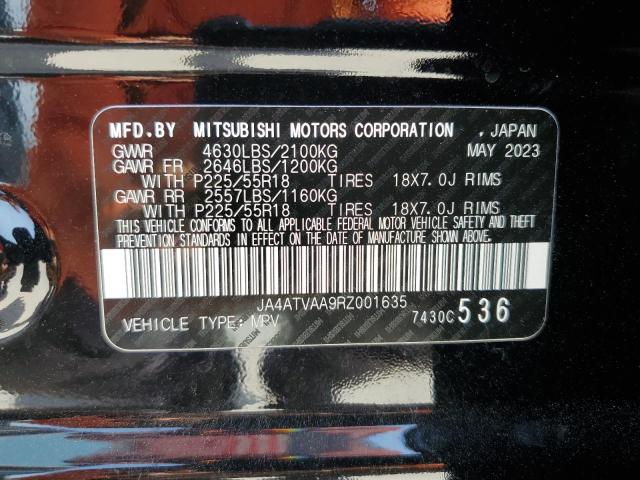 MFD.BY MITSUBISHI MOTORS CORPORATION . JAPAN
GVWR 4630LBS/2100KG MAY 2023
GAWR FR 2646LBS/1200KG
WITH P225/55R18 TIRES 18X7.0J RIMS
GAWR RR 2557LBS/1160KG
WITH P225/55R18 TIRES 18X7.0J RIMS
THIS VEHICLE CONFORMS TO ALL APPLICABLE FEDERAL MOTOR VEHICLE SAFETY AND THEFT
PREVENTION STANDARDS IN EFFECT ON THE DATE OF MANUFACTURE SHOWN ABOVE.
JA4ATVAA9RZ001635
VEHICLE TYPE: MPV 7430C 536